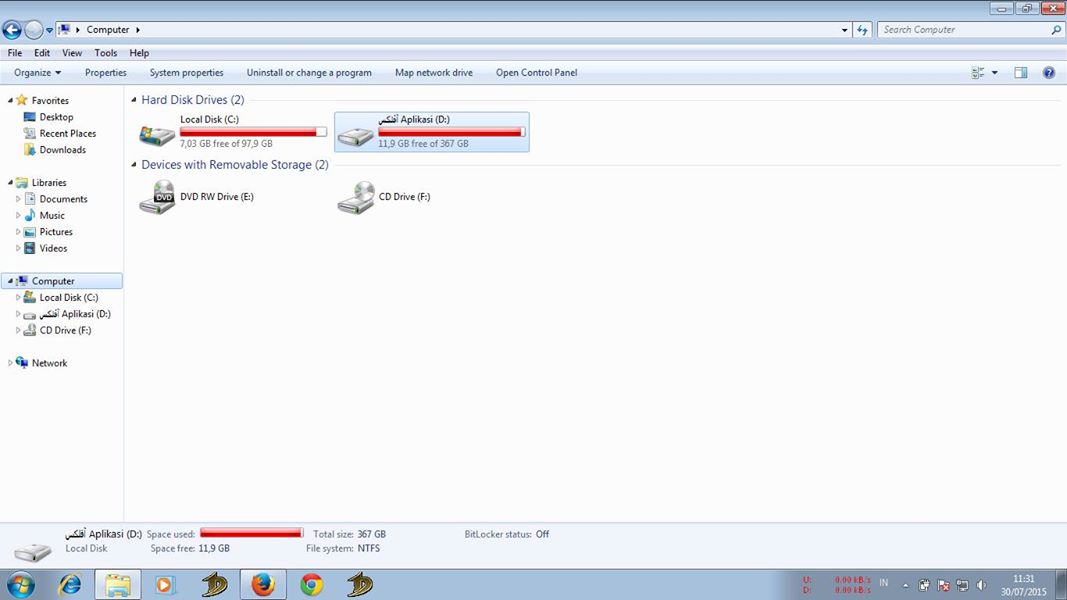 Computer
Search Computer
File Edit View Tools Help
Organize Properties System properties Uninstall or change a program Map network drive Open Control Panel
Favorites
Desktop
Recent Places
Downloads
Libraries
Documents
Music
Pictures
Videos
Computer
Local Disk (C:)
Aplikasi (D:)
CD Drive (F:)
Network
Hard Disk Drives (2)
Local Disk (C:)
7,03 GB free of 97,9 GB
Aplikasi (D:)
11,9 GB free of 367 GB
Devices with Removable Storage (2)
DVD
DVD RW Drive (E:)
CD Drive (F:)
Aplikasi (D:) Space used: Total size: 367 GB BitLocker status: Off
Local Disk Space free: 11,9 GB File system: NTFS
U: 0.00 kB/s
D: 0.00 kB/s
IN
11:31
30/07/2015